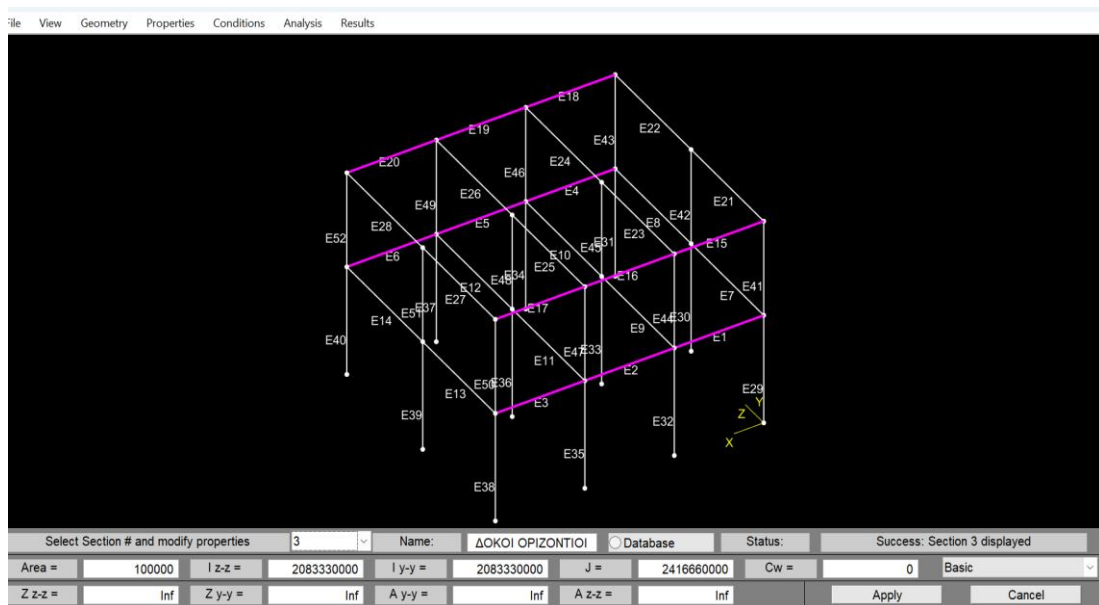 File View Geometry Properties Conditions Analysis Results
E18
E19
E22
E20
E43
E24
E46
E4
E26
E21
E49
E28
E5
E8
E42
E31
E23
E15
E45
E52
E10
E6
E25
E16
E34
E48
E12
E41
E37
E7
E27
E17
E51
E14
E30
E44
E9
E1
E40
E33
E47
E11
E2
E36
E50
E29
E13
E3
Y
Z
E39
E32
X
E35
E38
Select Section # and modify properties 3 Name: ΔΟΚΟΙ ΟΡΙΖΟΝΤΙΟΙ Database Status: Success: Section 3 displayed
Area = 100000 I z-z = 2083330000 I y-y = 2083330000 J = 2416660000 Cw = 0 Basic
Z z-z = Inf Z y-y = Inf A y-y = Inf A z-z = Inf Apply Cancel